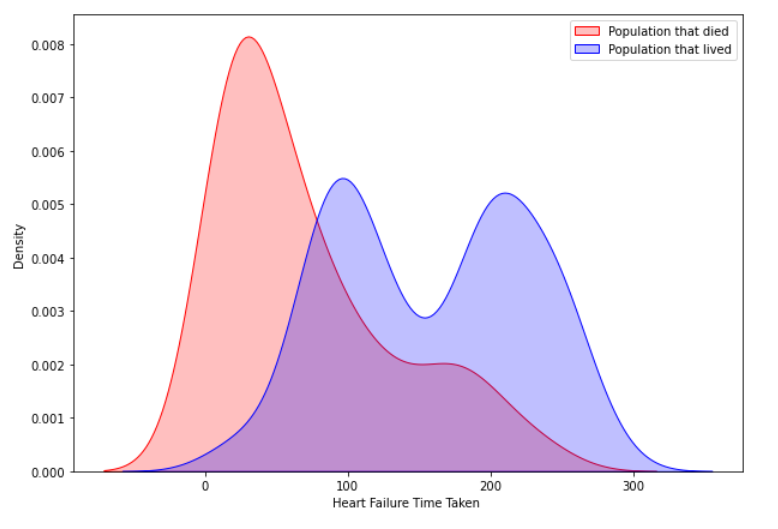 Population that died
Population that lived
0.008
0.007
0.006
0.005
0.004
0.003
0.002
0.001
0.000
Density
0 100 200 300
Heart Failure Time Taken